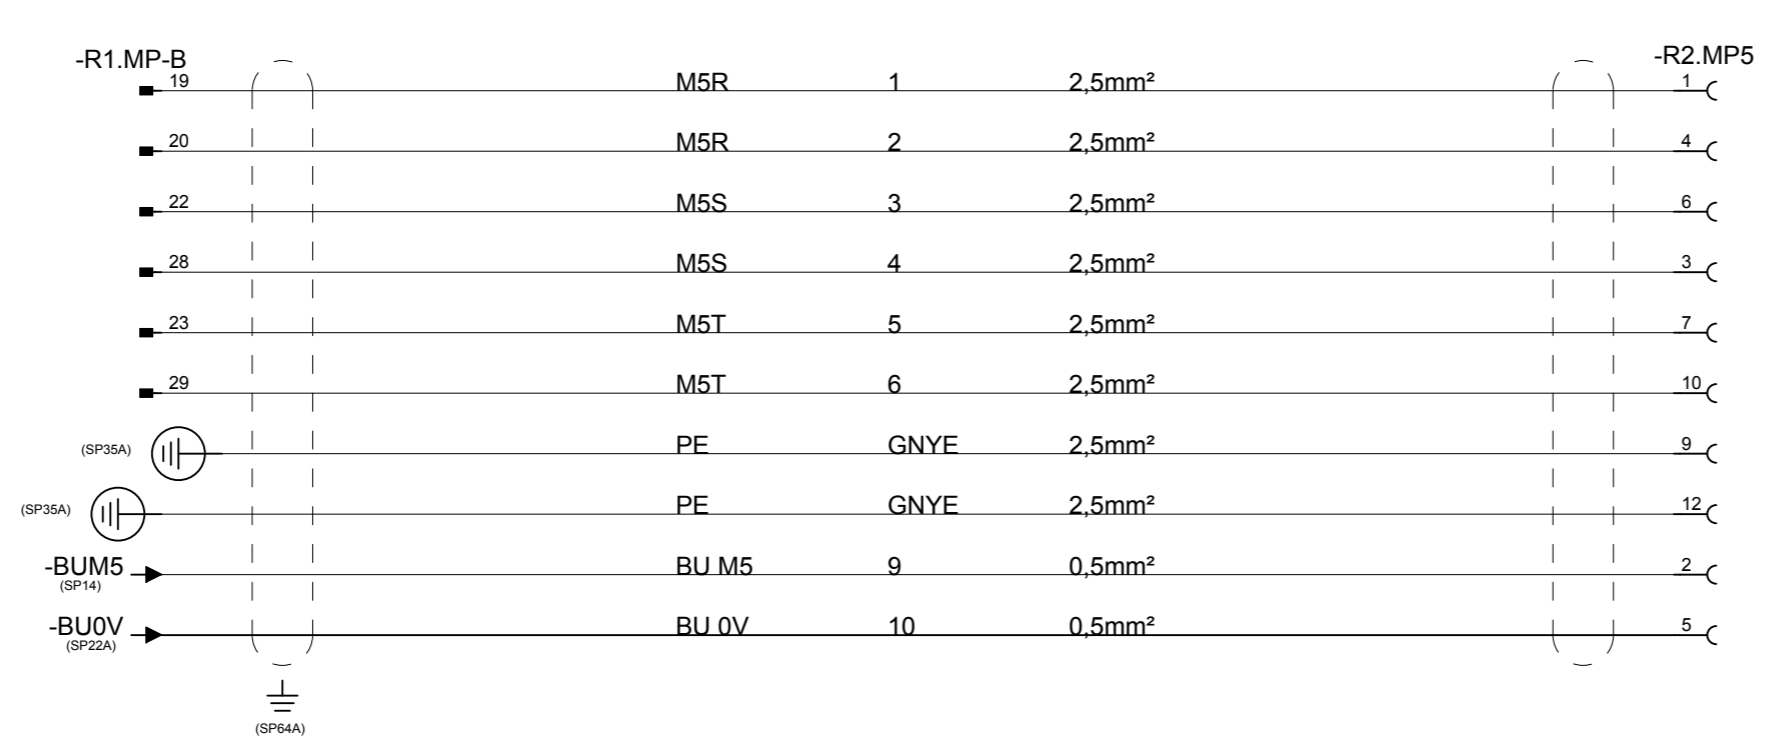 -R1.MP-B -R2.MP5
19 M5R 1 2,5mm² 1
20 M5R 2 2,5mm² 4
22 M5S 3 2,5mm² 6
28 M5S 4 2,5mm² 3
23 M5T 5 2,5mm² 7
29 M5T 6 2,5mm² 10
(SP35A) PE GNYE 2,5mm² 9
(SP35A) PE GNYE 2,5mm² 12
-BUM5 BU M5 9 0,5mm² 2
(SP14)
-BU0V BU 0V 10 0,5mm² 5
(SP22A)
(SP64A)